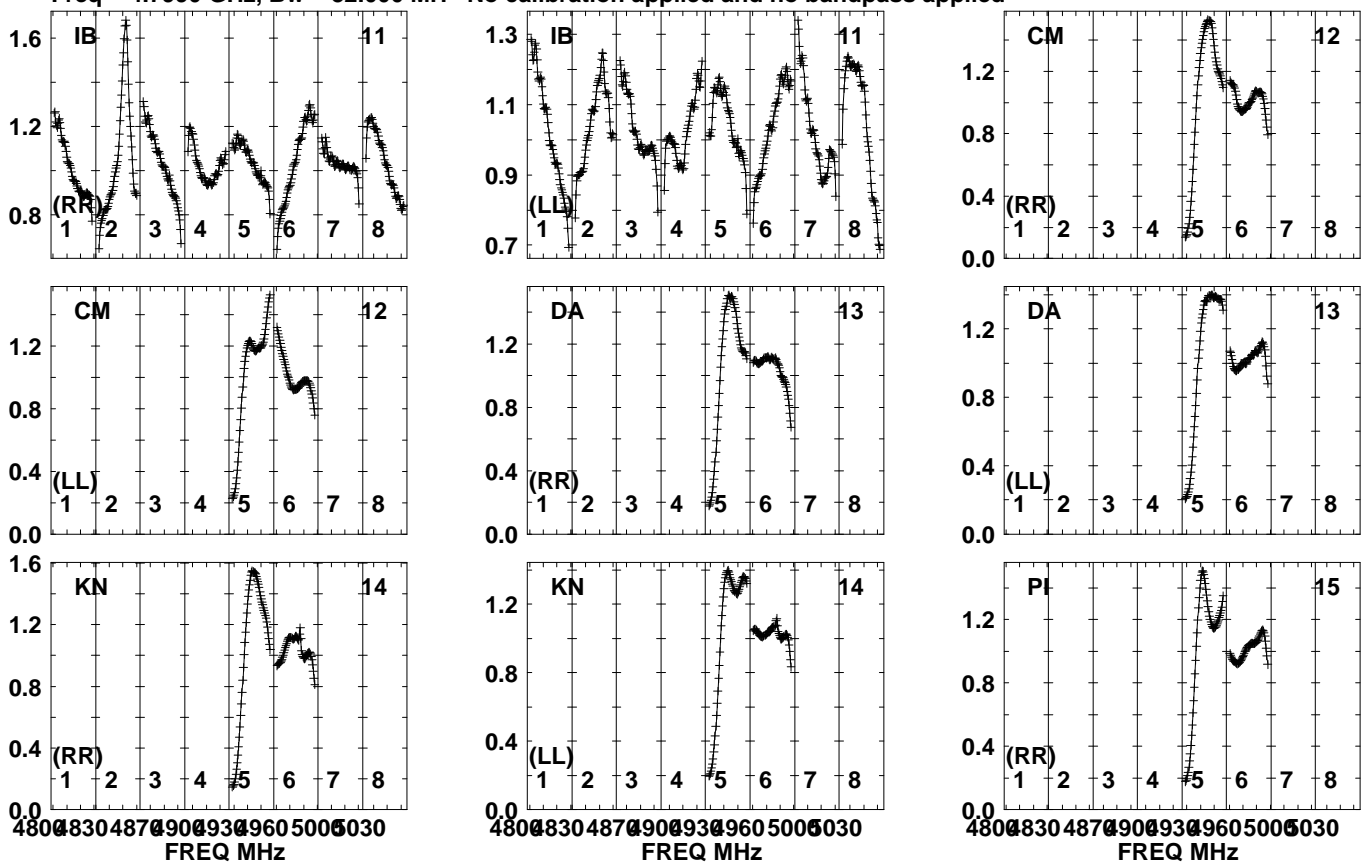 No calibration applied and no bandpass applied
1.6 IB 11
1.2
0.8 (RR)
1 2 3 4 5 6 7 8
1.3 IB 11
1.1
0.9
0.7 (LL)
1 2 3 4 5 6 7 8
CM 12
1.2
0.8
0.4 (RR)
1 2 3 4 5 6 7 8
0.0
CM 12
1.2
0.8
0.4 (LL)
1 2 3 4 5 6 7 8
0.0
DA 13
1.2
0.8
0.4 (RR)
1 2 3 4 5 6 7 8
0.0
DA 13
1.2
0.8
0.4 (LL)
1 2 3 4 5 6 7 8
0.0
1.6 KN 14
1.2
0.8
0.4 (RR)
1 2 3 4 5 6 7 8
0.0
4800 4830 4870 4900 4930 4960 5000 5030
FREQ MHz
KN 14
1.2
0.8
0.4 (LL)
1 2 3 4 5 6 7 8
0.0
4800 4830 4870 4900 4930 4960 5000 5030
FREQ MHz
PI 15
1.2
0.8
0.4 (RR)
1 2 3 4 5 6 7 8
0.0
4800 4830 4870 4900 4930 4960 5000 5030
FREQ MHz